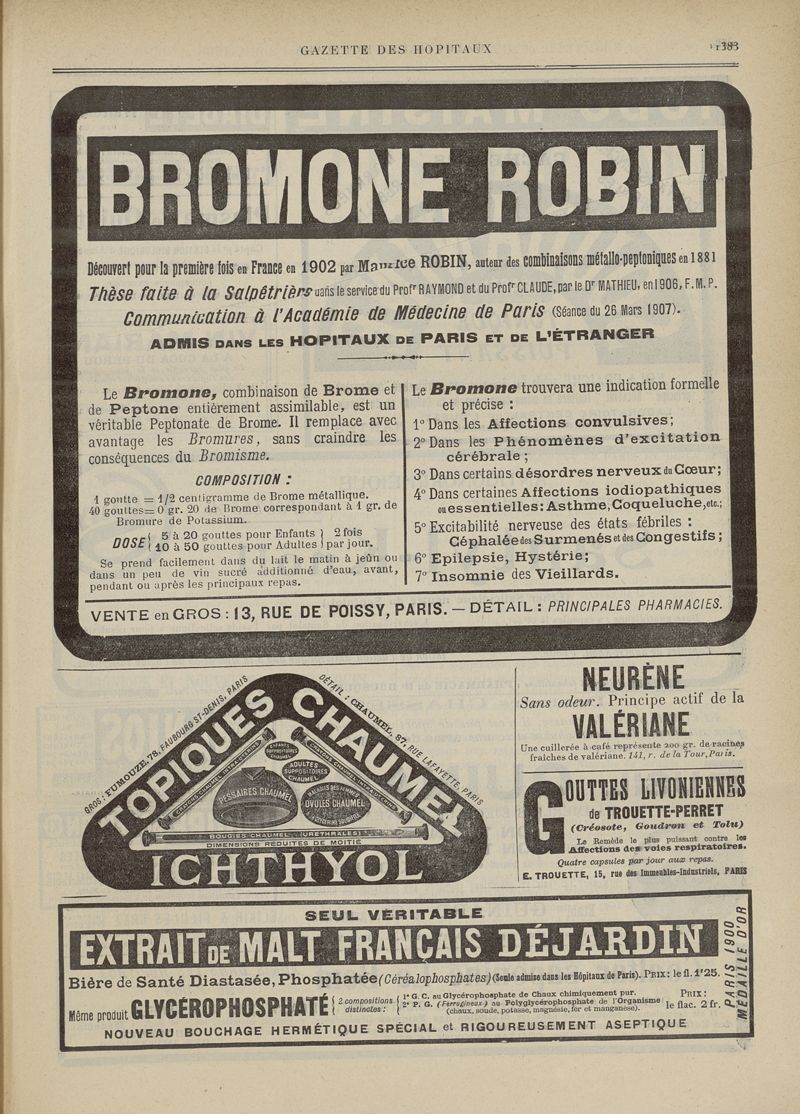 GAZETTE DES HOPITAUX
1383
BROMONE ROBIN
Découvert pour la première fois en France en 1902 par Maurice ROBIN, auteur des combinaisons métallo-peptoniques en 1881
Thèse faite à la Salpêtrière dans le service du Profr RAYMOND et du Profr CLAUDE, par le Dr MATHIEU, en 1906, F. M. P.
Communication à l'Académie de Médecine de Paris (Séance du 26 Mars 1907).
ADMIS DANS LES HOPITAUX DE PARIS ET DE L'ÉTRANGER
Le Bromone, combinaison de Brome et
de Peptone entièrement assimilable, est un
véritable Peptonate de Brome. Il remplace avec
avantage les Bromures, sans craindre les
conséquences du Bromisme.
COMPOSITION :
1 goutte = 1/2 centigramme de Brome métallique.
40 gouttes = 0 gr. 20 de Brome correspondant à 1 gr. de
Bromure de Potassium.
DOSE { 5 à 20 gouttes pour Enfants } 2 fois
{ 10 à 50 gouttes pour Adultes } par jour.
Se prend facilement dans du lait le matin à jeûn ou
dans un peu de vin sucré additionné d'eau, avant,
pendant ou après les principaux repas.
Le Bromone trouvera une indication formelle
et précise :
1° Dans les Affections convulsives;
2° Dans les Phénomènes d'excitation
cérébrale ;
3° Dans certains désordres nerveux du Cœur;
4° Dans certaines Affections iodiopathiques
ou essentielles : Asthme, Coqueluche, etc.;
5° Excitabilité nerveuse des états fébriles :
Céphalée des Surmenés et des Congestifs ;
6° Epilepsie, Hystérie;
7° Insomnie des Vieillards.
VENTE en GROS : 13, RUE DE POISSY, PARIS. — DÉTAIL : PRINCIPALES PHARMACIES.
GROS : FUMOUZE, 78, FAUBOURG ST-DENIS, PARIS
DÉTAIL : CHAUMEL, 87, RUE LAFAYETTE, PARIS
TOPIQUES CHAUMEL
ENFANTS
SUPPOSITOIRES
CHAUMEL
ADULTES
SUPPOSITOIRES
CHAUMEL
PESSAIRES CHAUMEL
MALADIES DES FEMMES
OVULES CHAUMEL
A GLYCÉRINE SOLIDIFIÉE
BOUGIES CHAUMEL (URETHRALES)
DIMENSIONS RÉDUITES DE MOITIÉ
ICHTHYOL
NEURÈNE
Sans odeur. Principe actif de la
VALÉRIANE
Une cuillerée à café représente 200 gr. de racines
fraîches de valériane. 141, r. de la Tour, Paris.
GOUTTES LIVONIENNES
de TROUETTE-PERRET
(Créosote, Goudron et Tolu)
Le Remède le plus puissant contre les
Affections des voies respiratoires.
Quatre capsules par jour aux repas.
E. TROUETTE, 15, rue des Immeubles-Industriels, PARIS
SEUL VÉRITABLE
EXTRAIT DE MALT FRANÇAIS DÉJARDIN
Bière de Santé Diastasée, Phosphatée (Céréalophosphates) (Seule admise dans les Hôpitaux de Paris). PRIX : le fl. 1f25.
Même produit GLYCÉROPHOSPHATÉ { 2 compositions distinctes : { 1° G. C. au Glycérophosphate de Chaux chimiquement pur.
2° P. G. (Ferrugineux) au Polyglycérophosphate de l'Organisme
(chaux, soude, potasse, magnésie, fer et manganèse).
PRIX :
le flac. 2 fr.
NOUVEAU BOUCHAGE HERMÉTIQUE SPÉCIAL et RIGOUREUSEMENT ASEPTIQUE
PARIS 1900
MÉDAILLE D'OR